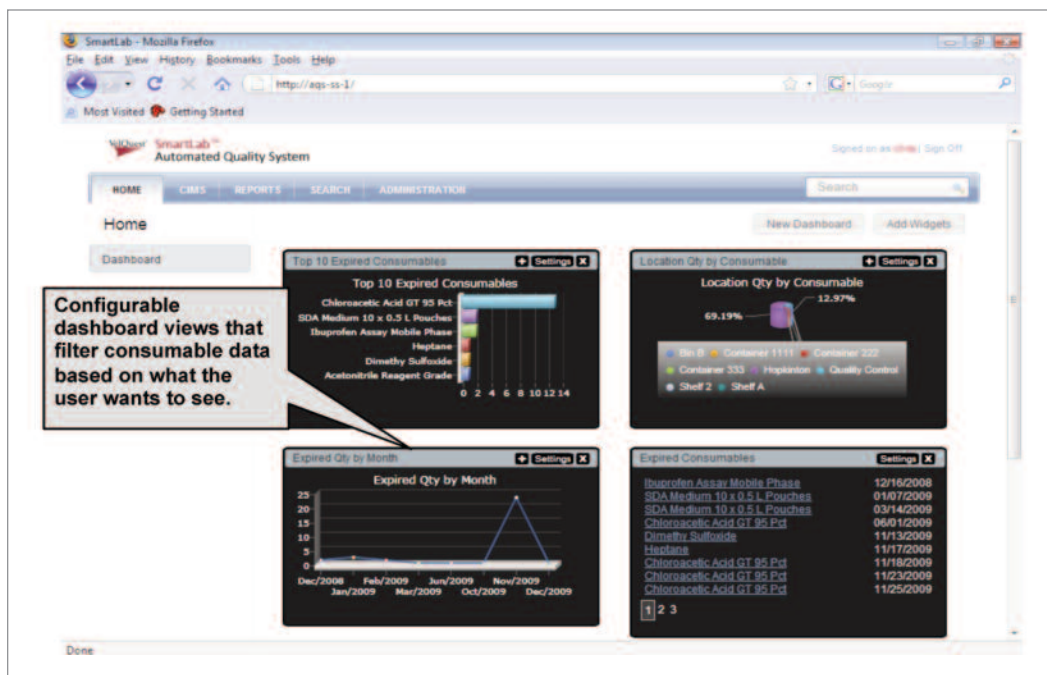 SmartLab - Mozilla Firefox
File Edit View History Bookmarks Tools Help
http://aqs-ss-1/
Google
Most Visited Getting Started
SmartLab™
Automated Quality System
Signed on as | Sign Off
HOME CIMS REPORTS SEARCH ADMINISTRATION
Search
Home
New Dashboard Add Widgets
Dashboard
Top 10 Expired Consumables + Settings X
Top 10 Expired Consumables
Chloroacetic Acid GT 95 Pct
SDA Medium 10 x 0.5 L Pouches
Ibuprofen Assay Mobile Phase
Heptane
Dimethy Sulfoxide
Acetonitrile Reagent Grade
0 2 4 6 8 10 12 14
Location Qty by Consumable + Settings X
Location Qty by Consumable
12.97%
69.19%
Bin B Container 1111 Container 222
Container 333 Hopkinton Quality Control
Shelf 2 Shelf A
Configurable
dashboard views that
filter consumable data
based on what the
user wants to see.
Expired Qty by Month + Settings X
Expired Qty by Month
25
20
15
10
5
0
Dec/2008 Feb/2009 Jun/2009 Nov/2009
Jan/2009 Mar/2009 Oct/2009 Dec/2009
Expired Consumables Settings X
Ibuprofen Assay Mobile Phase 12/16/2008
SDA Medium 10 x 0.5 L Pouches 01/07/2009
SDA Medium 10 x 0.5 L Pouches 03/14/2009
Chloroacetic Acid GT 95 Pct 06/01/2009
Dimethy Sulfoxide 11/13/2009
Heptane 11/17/2009
Chloroacetic Acid GT 95 Pct 11/18/2009
Chloroacetic Acid GT 95 Pct 11/23/2009
Chloroacetic Acid GT 95 Pct 11/25/2009
1 2 3
Done